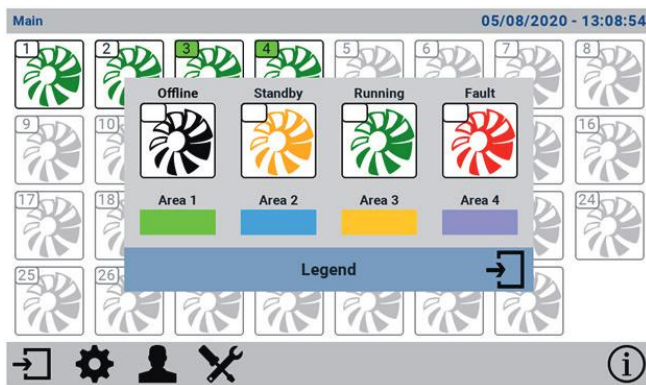 Main 05/08/2020 - 13:08:54
1 2 3 4 5 6 7 8
Offline Standby Running Fault
9 10 16
Area 1 Area 2 Area 3 Area 4
17 18 24
Legend
25 26
i